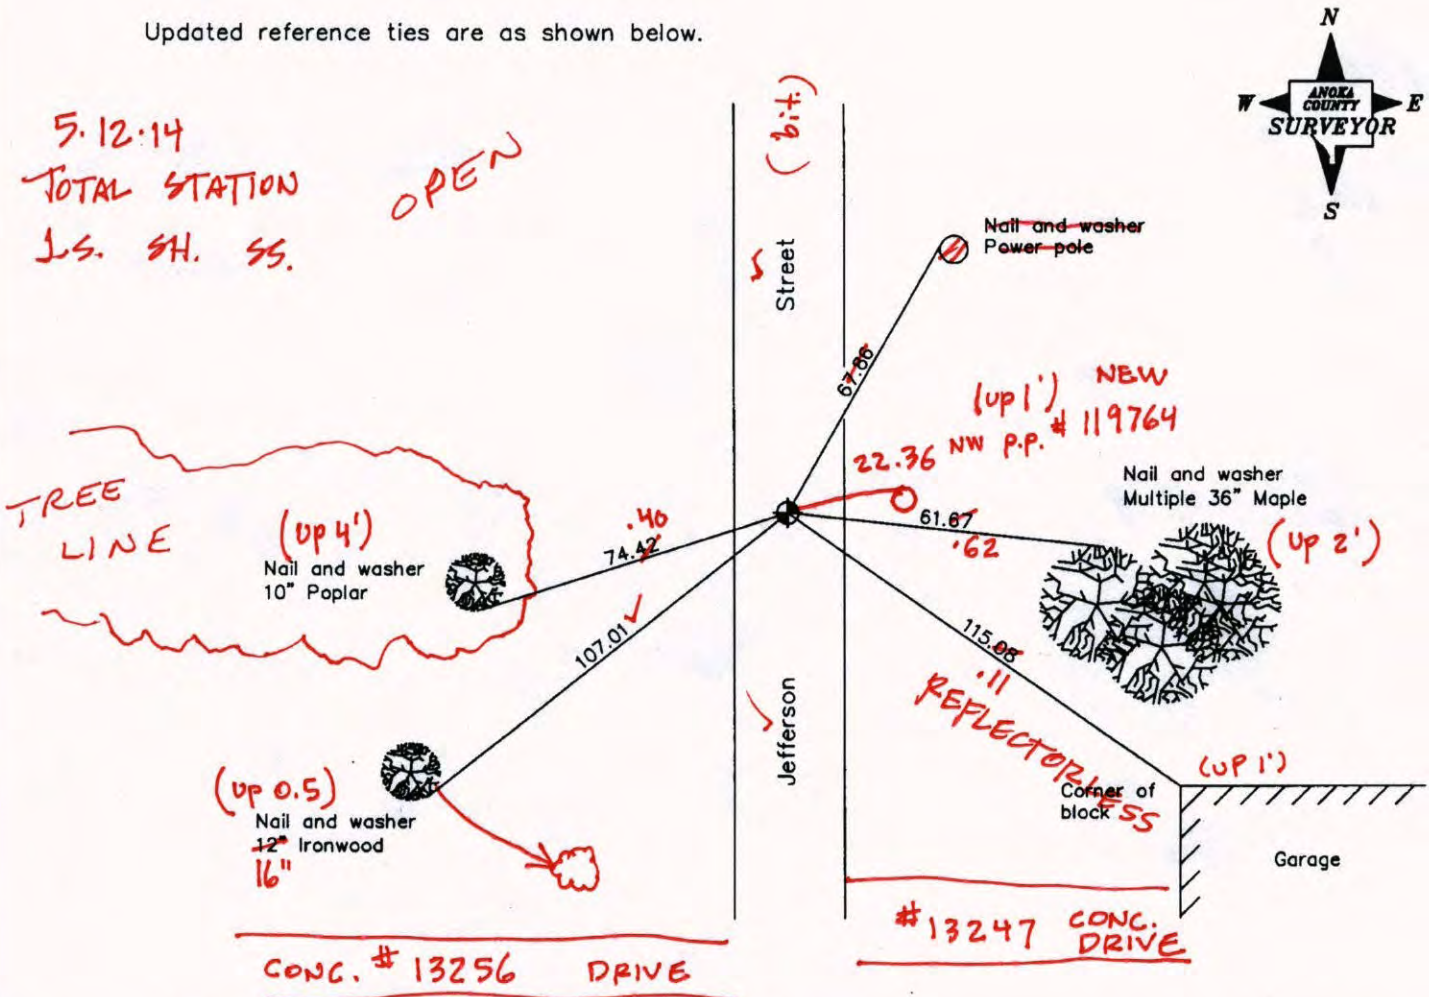 Updated reference ties are as shown below.
N
W
ANOKA
COUNTY
E
SURVEYOR
S
5.12.14
TOTAL STATION
J.S. SH. SS.
OPEN
(bit.)
Street
Nail and washer
Power pole
67.86
(up 1') NEW
22.36 NW P.P. # 119764
Nail and washer
Multiple 36" Maple
(up 2')
61.67
.62
TREE
LINE
(up 4')
Nail and washer
10" Poplar
.40
74.42
107.01
115.08
.11
REFLECTORLESS
Jefferson
(up 0.5)
Nail and washer
12" Ironwood
16"
(UP 1')
Corner of
block
Garage
CONC. # 13256 DRIVE
# 13247 CONC.
DRIVE